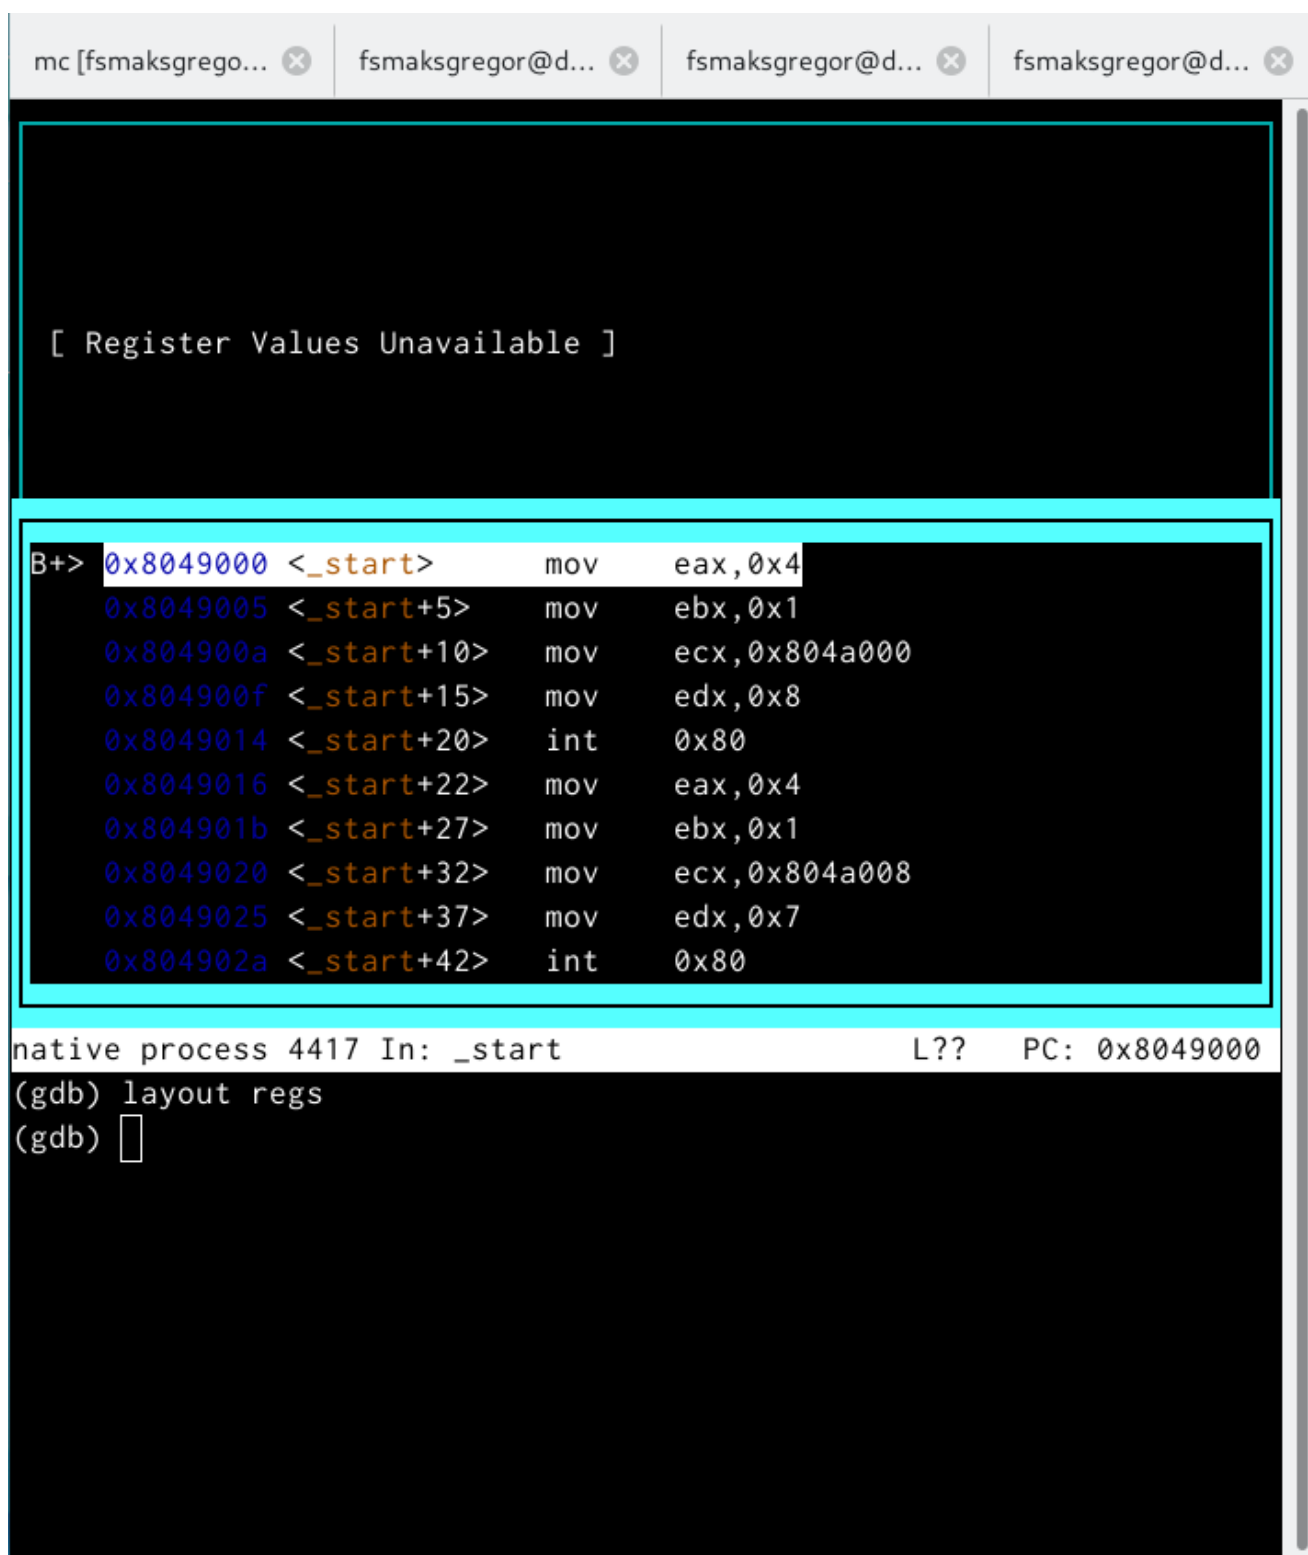 mc [fsmaksgrego... fsmaksgregor@d... fsmaksgregor@d... fsmaksgregor@d...
[ Register Values Unavailable ]
B+> 0x8049000 <_start> mov eax,0x4
0x8049005 <_start+5> mov ebx,0x1
0x804900a <_start+10> mov ecx,0x804a000
0x804900f <_start+15> mov edx,0x8
0x8049014 <_start+20> int 0x80
0x8049016 <_start+22> mov eax,0x4
0x804901b <_start+27> mov ebx,0x1
0x8049020 <_start+32> mov ecx,0x804a008
0x8049025 <_start+37> mov edx,0x7
0x804902a <_start+42> int 0x80
native process 4417 In: _start L?? PC: 0x8049000
(gdb) layout regs
(gdb)